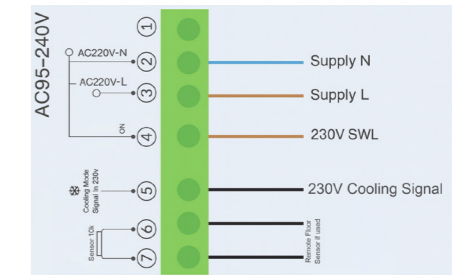 AC95-240V
1
AC220V-N
2
Supply N
AC220V-L
3
Supply L
NO
4
230V SWL
Cooling Mode
Signal In 230v
5
230V Cooling Signal
Sensor 10k
6
7
Remote Floor
Sensor if used